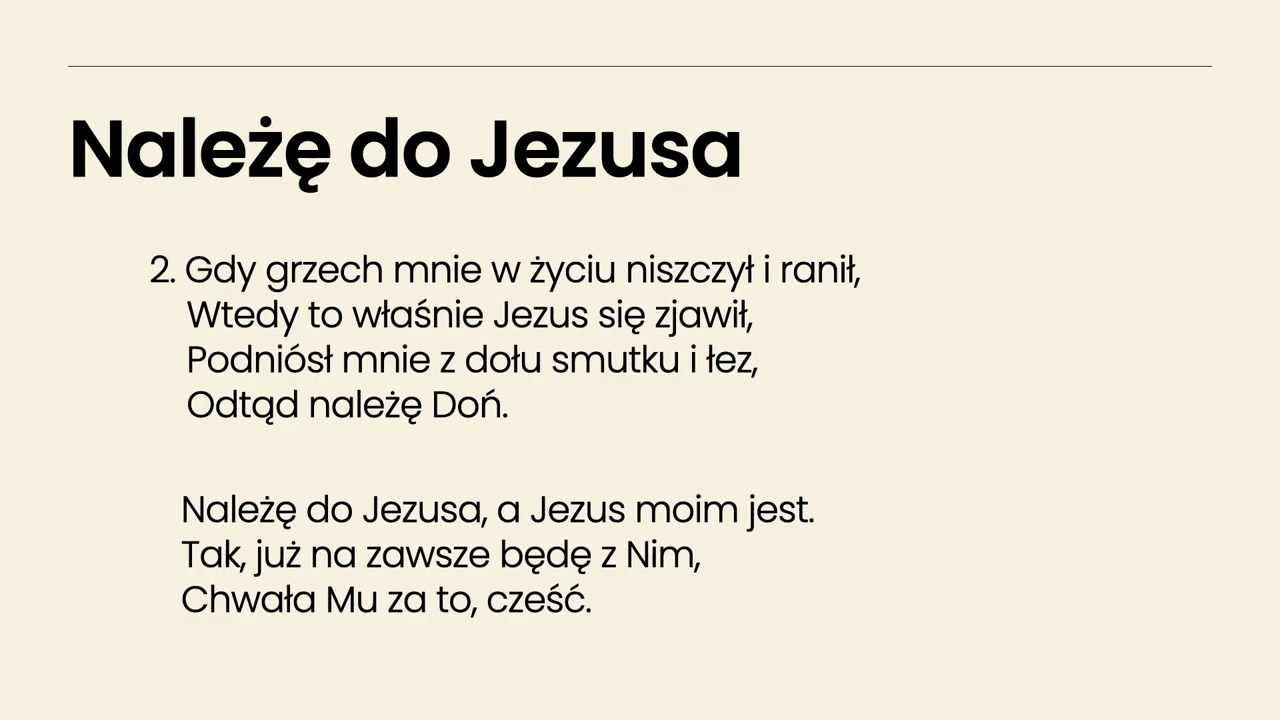 Należę do Jezusa
2. Gdy grzech mnie w życiu niszczył i ranił,
Wtedy to właśnie Jezus się zjawił,
Podniósł mnie z dołu smutku i łez,
Odtąd należę Doń.
Należę do Jezusa, a Jezus moim jest.
Tak, już na zawsze będę z Nim,
Chwała Mu za to, cześć.